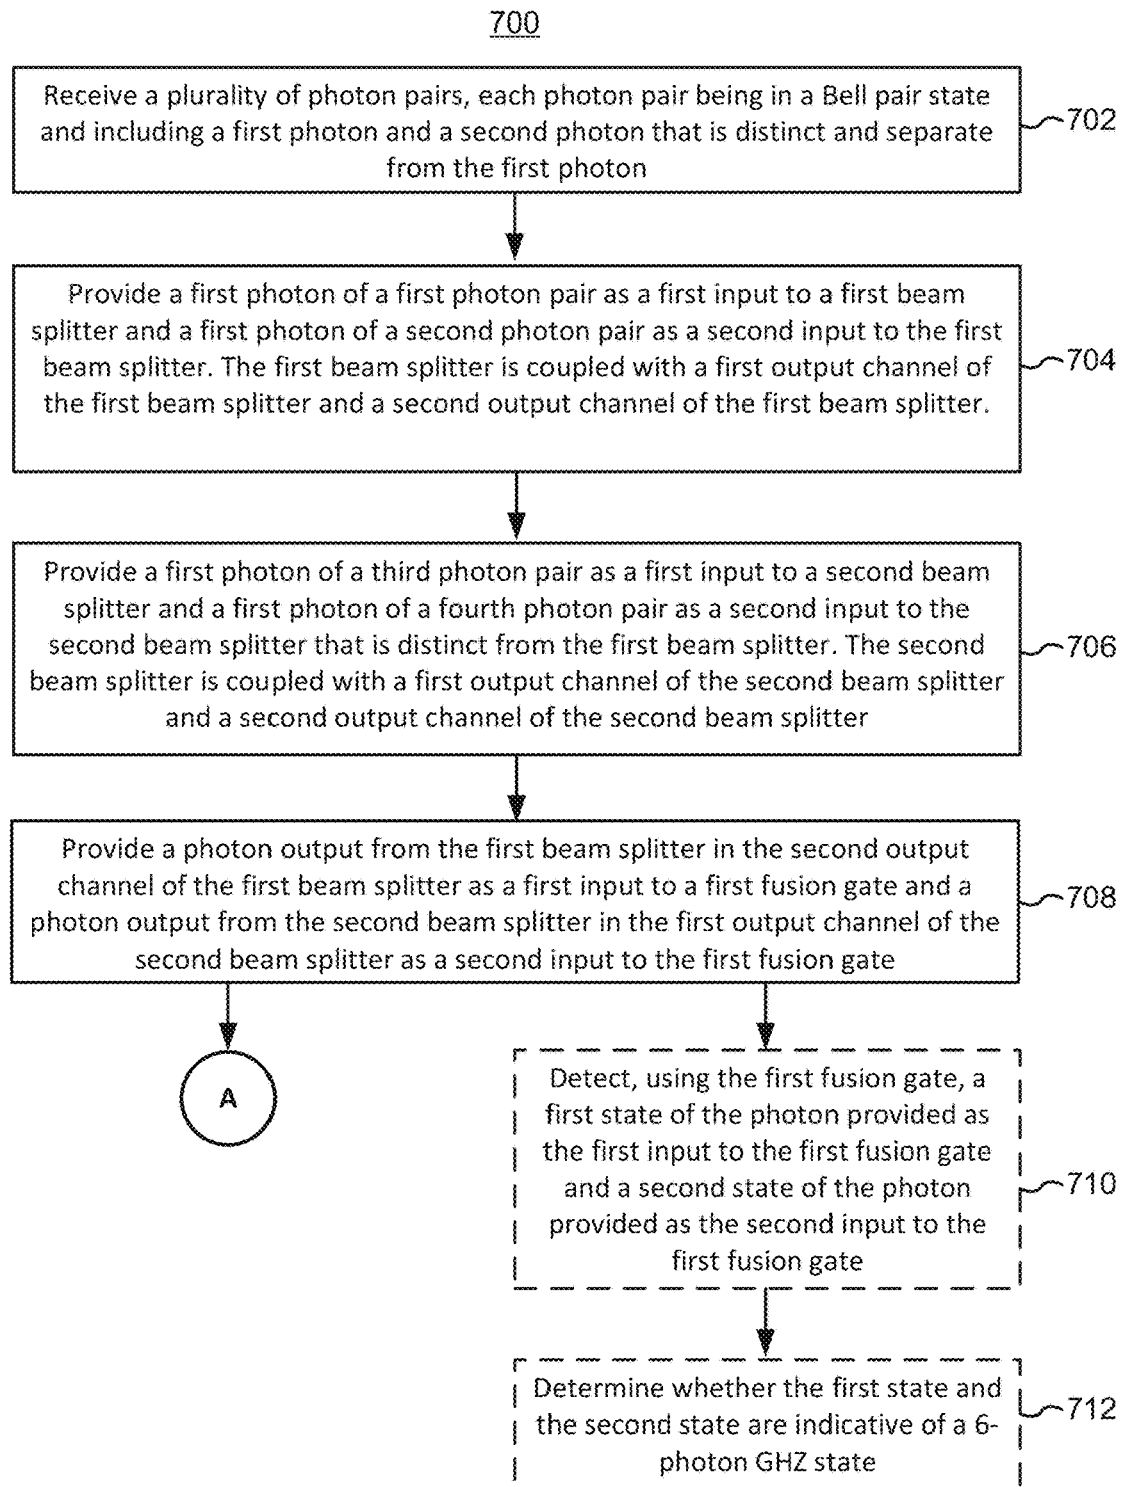 700
Receive a plurality of photon pairs, each photon pair being in a Bell pair state
and including a first photon and a second photon that is distinct and separate
from the first photon
702
Provide a first photon of a first photon pair as a first input to a first beam
splitter and a first photon of a second photon pair as a second input to the first
beam splitter. The first beam splitter is coupled with a first output channel of
the first beam splitter and a second output channel of the first beam splitter.
704
Provide a first photon of a third photon pair as a first input to a second beam
splitter and a first photon of a fourth photon pair as a second input to the
second beam splitter that is distinct from the first beam splitter. The second
beam splitter is coupled with a first output channel of the second beam splitter
and a second output channel of the second beam splitter
706
Provide a photon output from the first beam splitter in the second output
channel of the first beam splitter as a first input to a first fusion gate and a
photon output from the second beam splitter in the first output channel of the
second beam splitter as a second input to the first fusion gate
708
A
Detect, using the first fusion gate, a
first state of the photon provided as
the first input to the first fusion gate
and a second state of the photon
provided as the second input to the
first fusion gate
710
Determine whether the first state and
the second state are indicative of a 6-
photon GHZ state
712